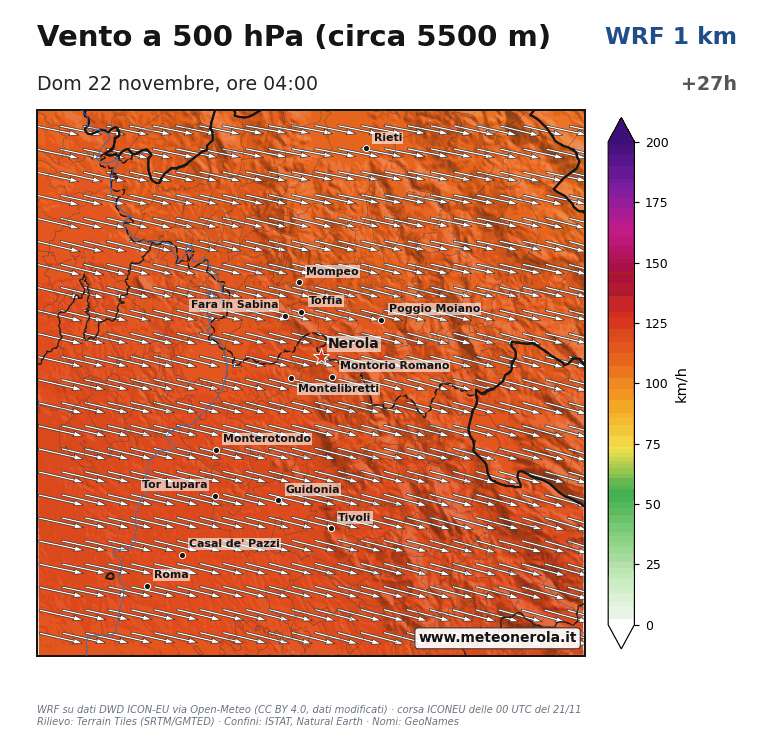 Vento a 500 hPa (circa 5500 m)
WRF 1 km
Dom 22 novembre, ore 04:00
+27h
Rieti
Mompeo
Toffia
Fara in Sabina
Poggio Moiano
Nerola
Montorio Romano
Montelibretti
Monterotondo
Tor Lupara
Guidonia
Tivoli
Casal de' Pazzi
Roma
www.meteonerola.it
200
175
150
125
100
75
50
25
0
km/h
WRF su dati DWD ICON-EU via Open-Meteo (CC BY 4.0, dati modificati) · corsa ICONEU delle 00 UTC del 21/11
Rilievo: Terrain Tiles (SRTM/GMTED) · Confini: ISTAT, Natural Earth · Nomi: GeoNames